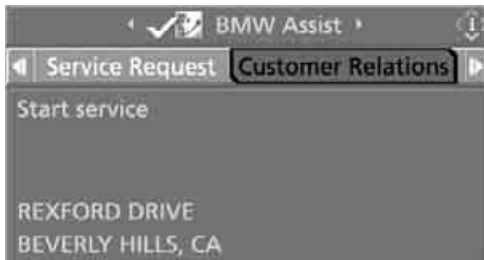 BMW Assist
Service Request Customer Relations
Start service
REXFORD DRIVE
BEVERLY HILLS, CA